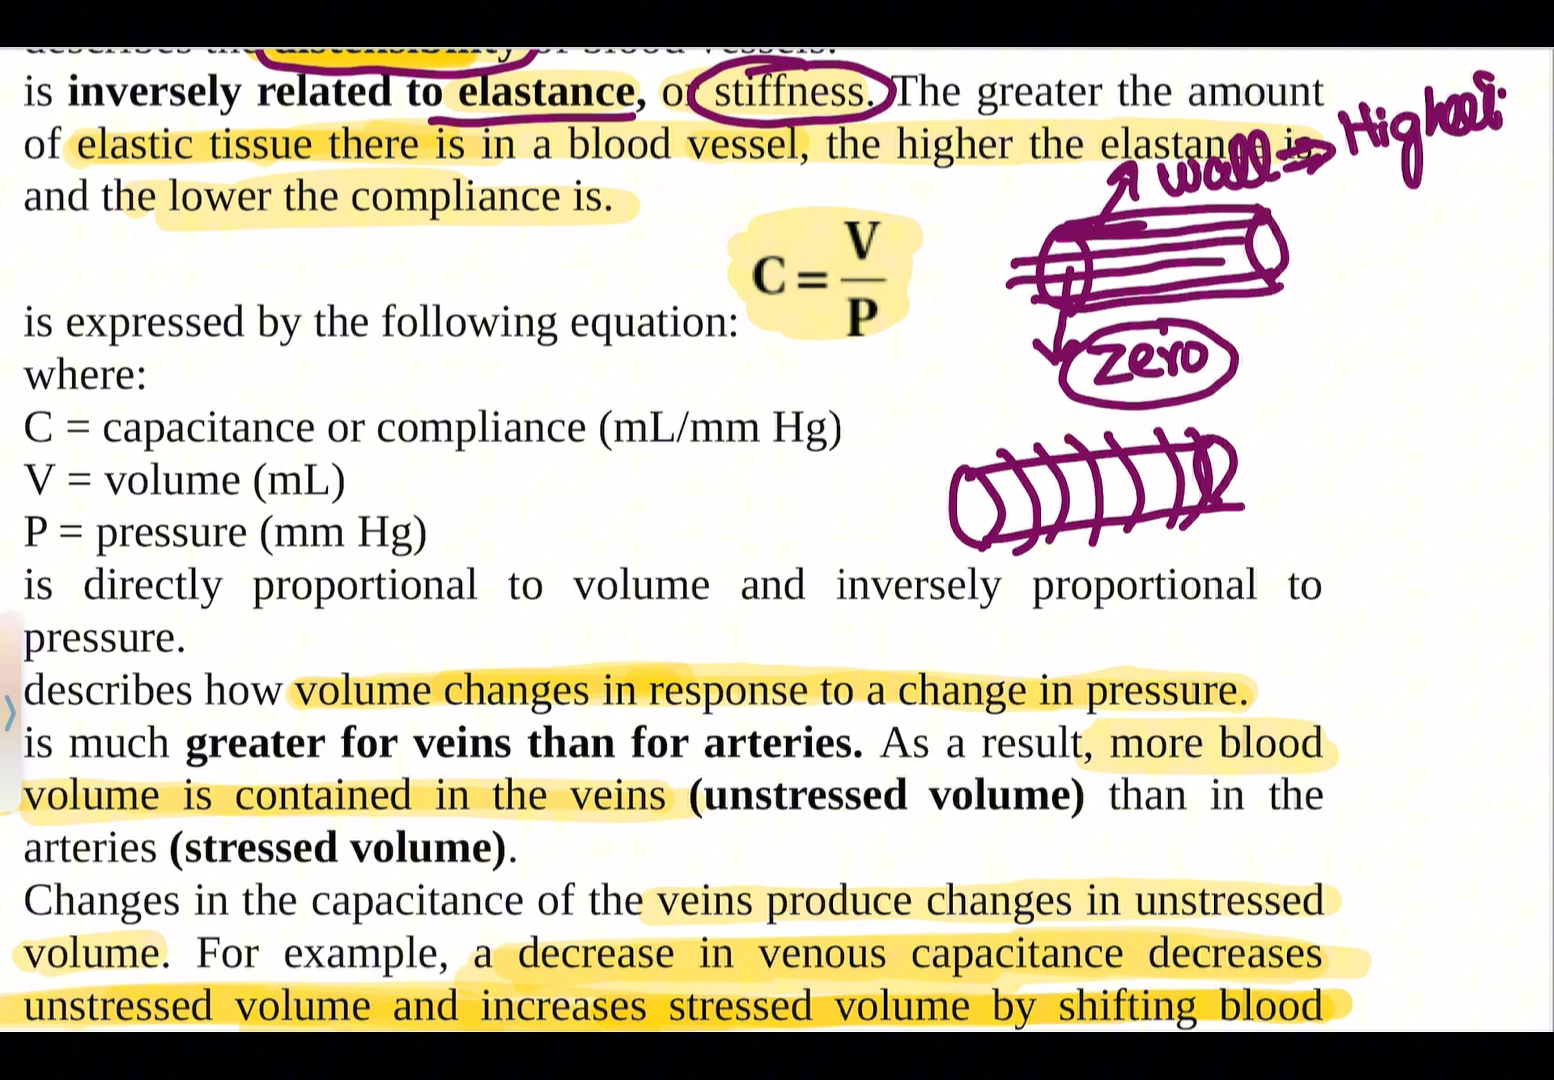 describes the distensibility of blood vessels.
is inversely related to elastance, or stiffness. The greater the amount
of elastic tissue there is in a blood vessel, the higher the elastance is,
and the lower the compliance is.
wall ⇒ Highest
C = V
P
is expressed by the following equation:
zero
where:
C = capacitance or compliance (mL/mm Hg)
V = volume (mL)
P = pressure (mm Hg)
is directly proportional to volume and inversely proportional to
pressure.
describes how volume changes in response to a change in pressure.
is much greater for veins than for arteries. As a result, more blood
volume is contained in the veins (unstressed volume) than in the
arteries (stressed volume).
Changes in the capacitance of the veins produce changes in unstressed
volume. For example, a decrease in venous capacitance decreases
unstressed volume and increases stressed volume by shifting blood